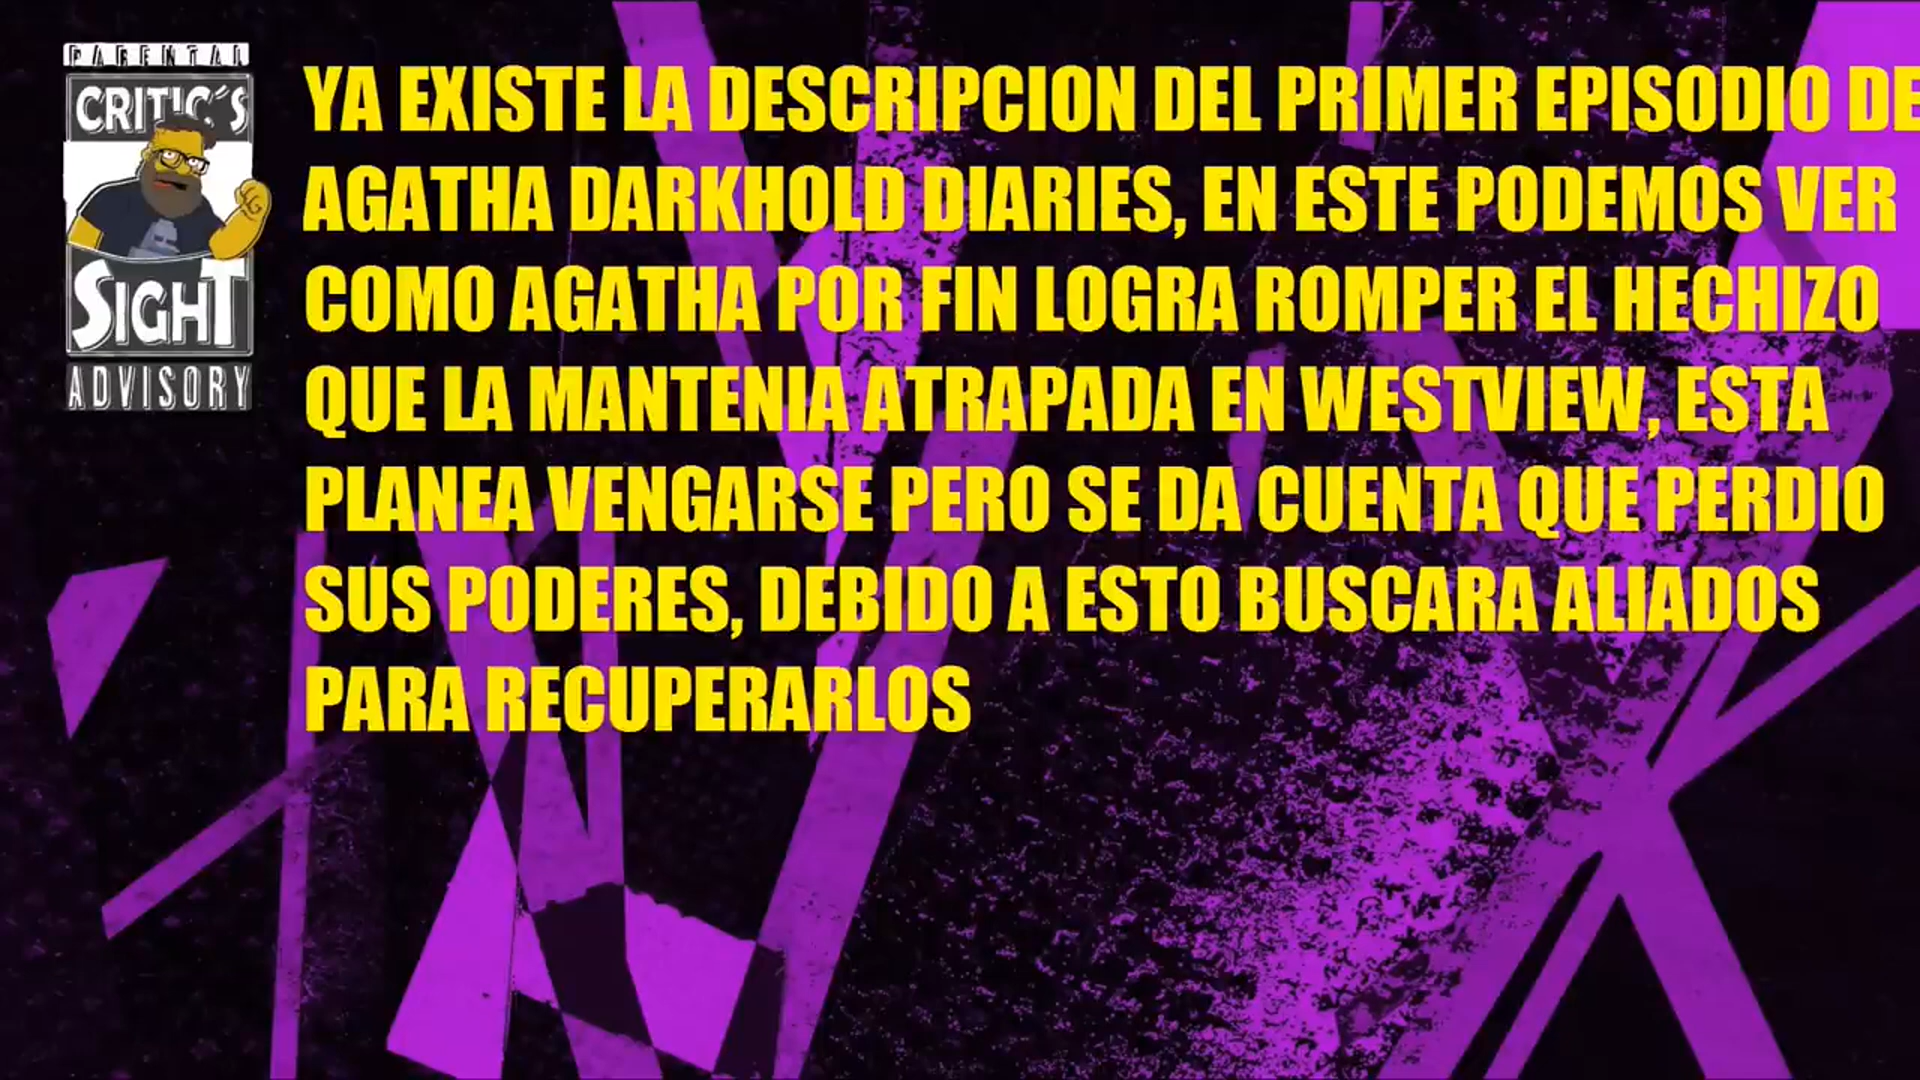 PARENTAL
CRITIC´S
SIGHT
ADVISORY
YA EXISTE LA DESCRIPCION DEL PRIMER EPISODIO DE
AGATHA DARKHOLD DIARIES, EN ESTE PODEMOS VER
COMO AGATHA POR FIN LOGRA ROMPER EL HECHIZO
QUE LA MANTENIA ATRAPADA EN WESTVIEW, ESTA
PLANEA VENGARSE PERO SE DA CUENTA QUE PERDIO
SUS PODERES, DEBIDO A ESTO BUSCARA ALIADOS
PARA RECUPERARLOS